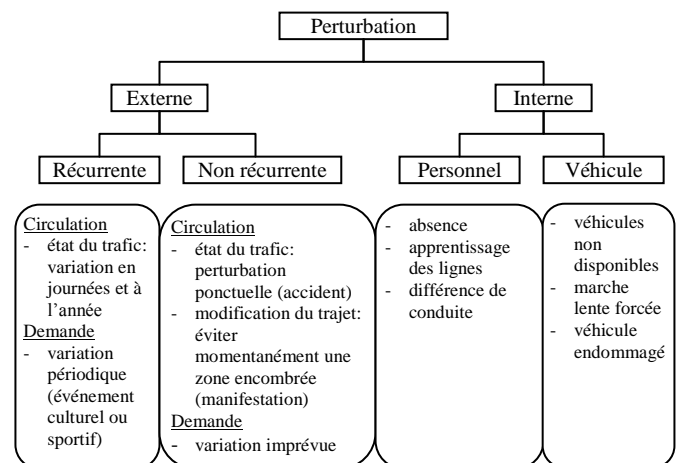 Perturbation
Externe
Interne
Récurrente
Non récurrente
Personnel
Véhicule
Circulation
- état du trafic:
variation en
journées et à
l'année
Demande
- variation
périodique
(événement
culturel ou
sportif)
Circulation
- état du trafic:
perturbation
ponctuelle (accident)
- modification du trajet:
éviter
momentanément une
zone encombrée
(manifestation)
Demande
- variation imprévue
- absence
- apprentissage
des lignes
- différence de
conduite
- véhicules
non
disponibles
- marche
lente forcée
- véhicule
endommagé